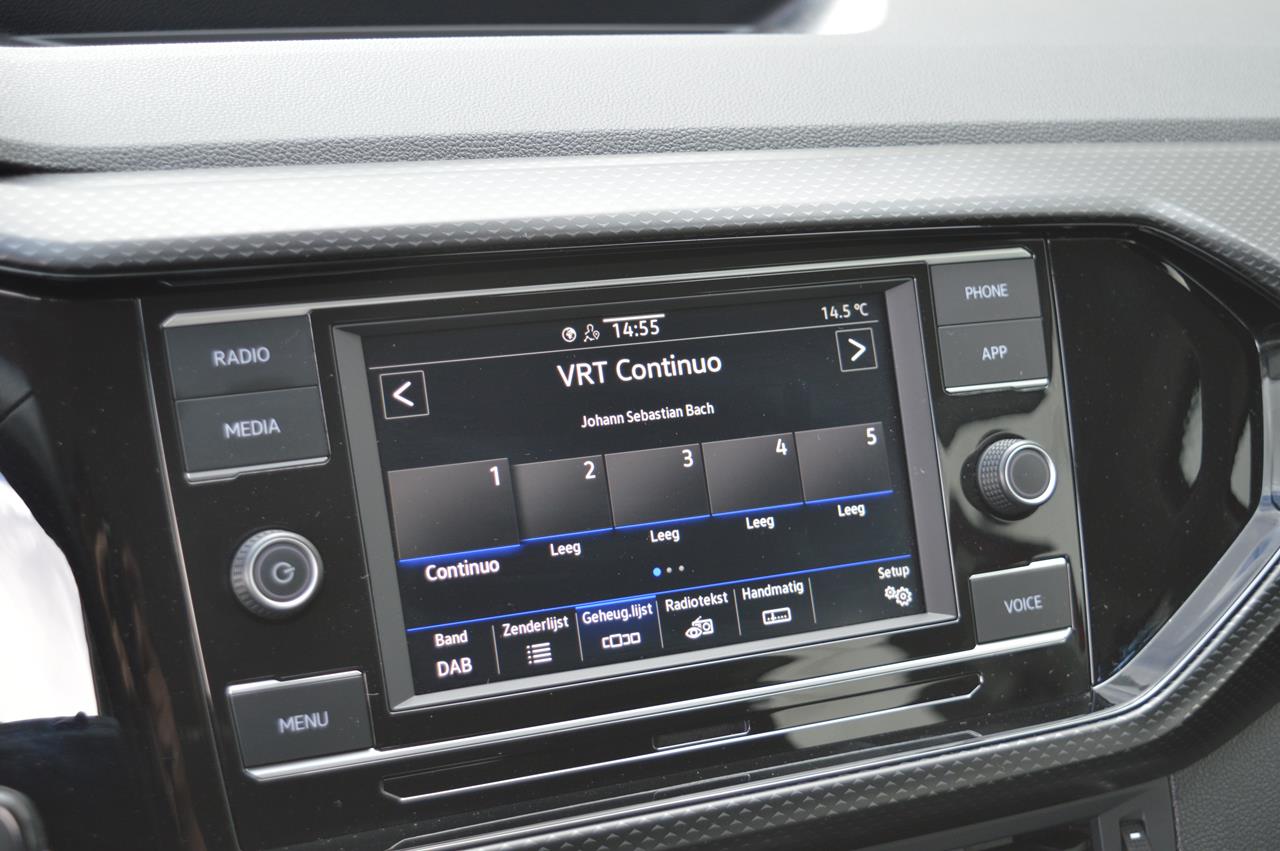 RADIO
MEDIA
MENU
14:55
14.5 °C
<
VRT Continuo
>
Johann Sebastian Bach
1
2
3
4
5
Continuo
Leeg
Leeg
Leeg
Leeg
Band
DAB
Zenderlijst
Geheug.lijst
Radiotekst
Handmatig
Setup
PHONE
APP
VOICE